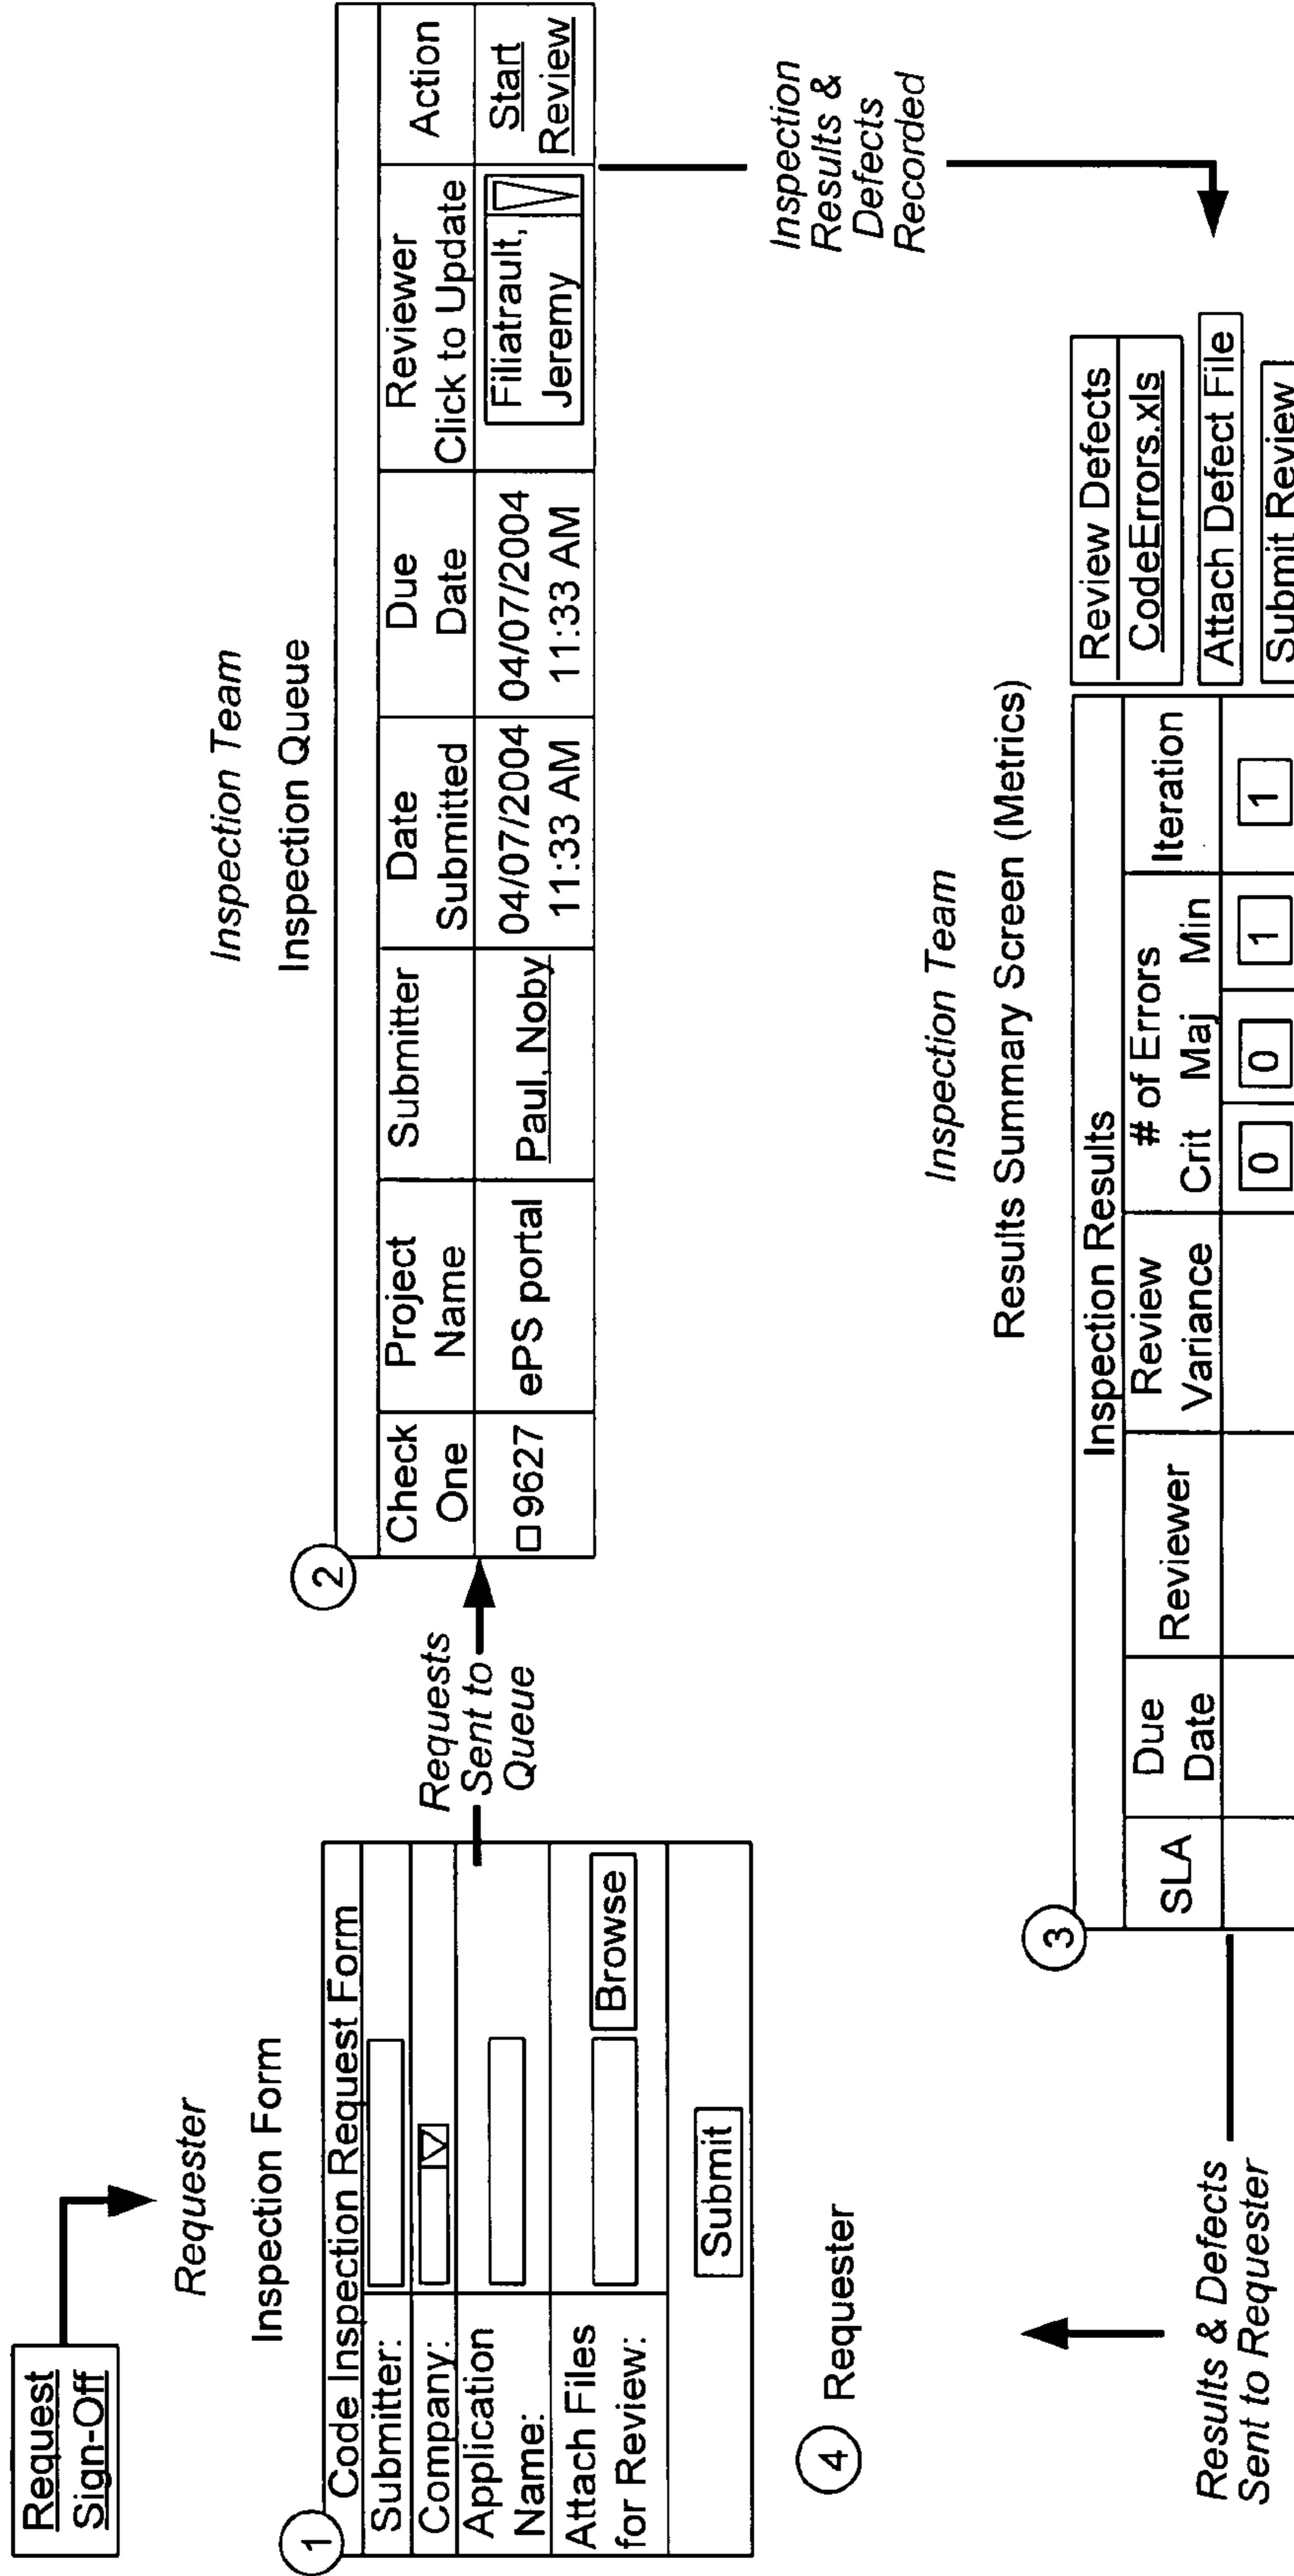 Request
Sign-Off
Requester
Inspection Form
1
Code Inspection Request Form
Submitter:
Company:
Application
Name:
Attach Files
for Review:
Browse
Submit
Requests
Sent to
Queue
Inspection Team
Inspection Queue
2
Check One
Project Name
Submitter
Date Submitted
Due Date
Reviewer Click to Update
Action
9627
ePS portal
Paul, Noby
04/07/2004
11:33 AM
04/07/2004
11:33 AM
Filiatrault,
Jeremy
Start
Review
Inspection
Results &
Defects
Recorded
Inspection Team
Results Summary Screen (Metrics)
3
Inspection Results
SLA
Due Date
Reviewer
Review Variance
# of Errors
Crit Maj Min
Iteration
0
0
1
1
Review Defects
CodeErrors.xls
Attach Defect File
Submit Review
Results & Defects
Sent to Requester
4 Requester